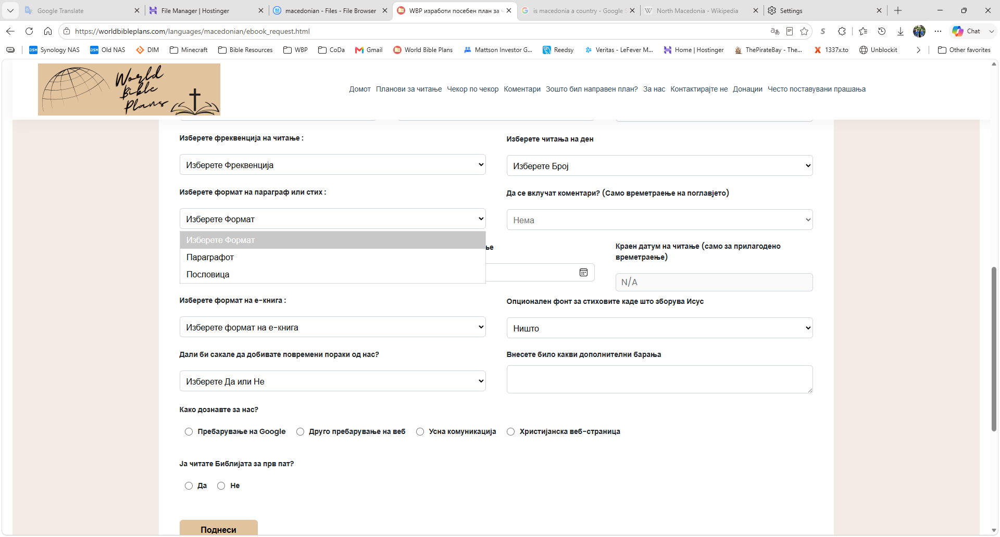 Google Translate
File Manager | Hostinger
macedonian - Files - File Browser
WBP изработи посебен план за
is macedonia a country - Google
North Macedonia - Wikipedia
Settings
https://worldbibleplans.com/languages/macedonian/ebook_request.html
Chat
Synology NAS
Old NAS
DIM
Minecraft
Bible Resources
WBP
CoDa
Gmail
World Bible Plans
Mattson Investor G...
Reedsy
Veritas - LeFever M...
Home | Hostinger
ThePirateBay - The...
1337x.to
Unblockit
Other favorites
World
Bible
Plans
Домот Планови за читање Чекор по чекор Коментари Зошто бил направен план? За нас Контактирајте не Донации Често поставувани прашања
Изберете фреквенција на читање :
Изберете читања на ден
Изберете Фреквенција
Изберете Број
Изберете формат на параграф или стих :
Да се вклучат коментари? (Само времетраење на поглавјето)
Изберете Формат
Нема
Изберете Формат
Параграфот
Пословица
ње
Краен датум на читање (само за прилагодено
времетраење)
N/A
Изберете формат на е-книга :
Опционален фонт за стиховите каде што зборува Исус
Изберете формат на е-книга
Ништо
Дали би сакале да добивате повремени пораки од нас?
Внесете било какви дополнителни барања
Изберете Да или Не
Како дознавте за нас?
Пребарување на Google
Друго пребарување на веб
Усна комуникација
Христијанска веб-страница
Ја читате Библијата за прв пат?
Да
Не
Поднеси